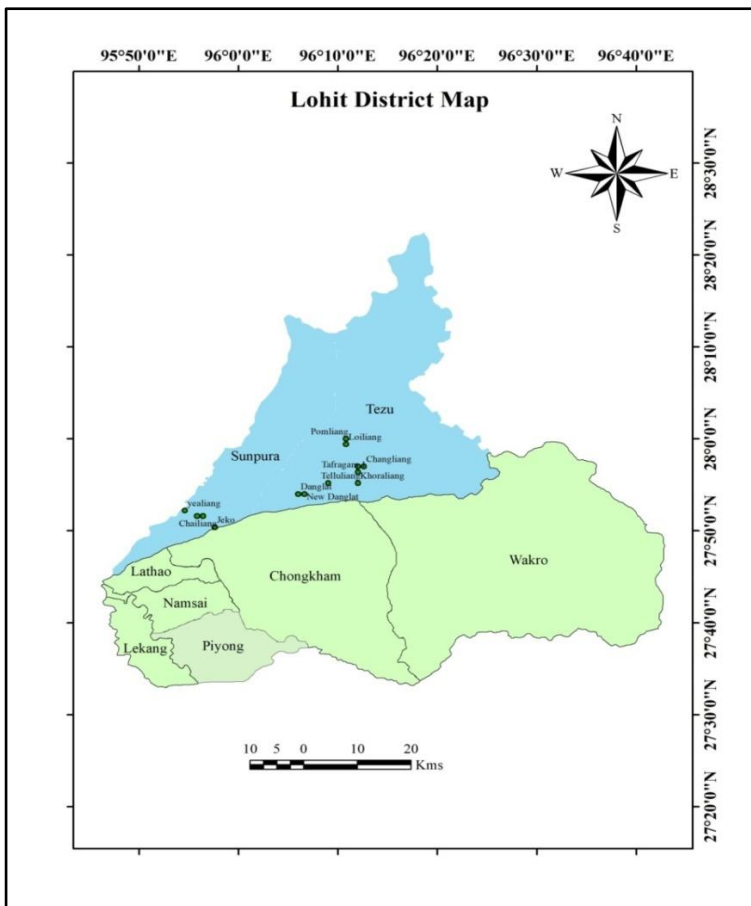 95°50'0"E 96°0'0"E 96°10'0"E 96°20'0"E 96°30'0"E 96°40'0"E
Lohit District Map
N
W E
S
28°30'0"N
28°20'0"N
28°10'0"N
28°0'0"N
27°50'0"N
27°40'0"N
27°30'0"N
27°20'0"N
Tezu
Pomliang
Loiliang
Sunpura
Tafragam Changliang
Telluliang Khoraliang
Danglat
New Danglat
yealiang
Chailiang Jeko
Lathao
Chongkham
Wakro
Namsai
Lekang
Piyong
10 5 0 10 20
Kms